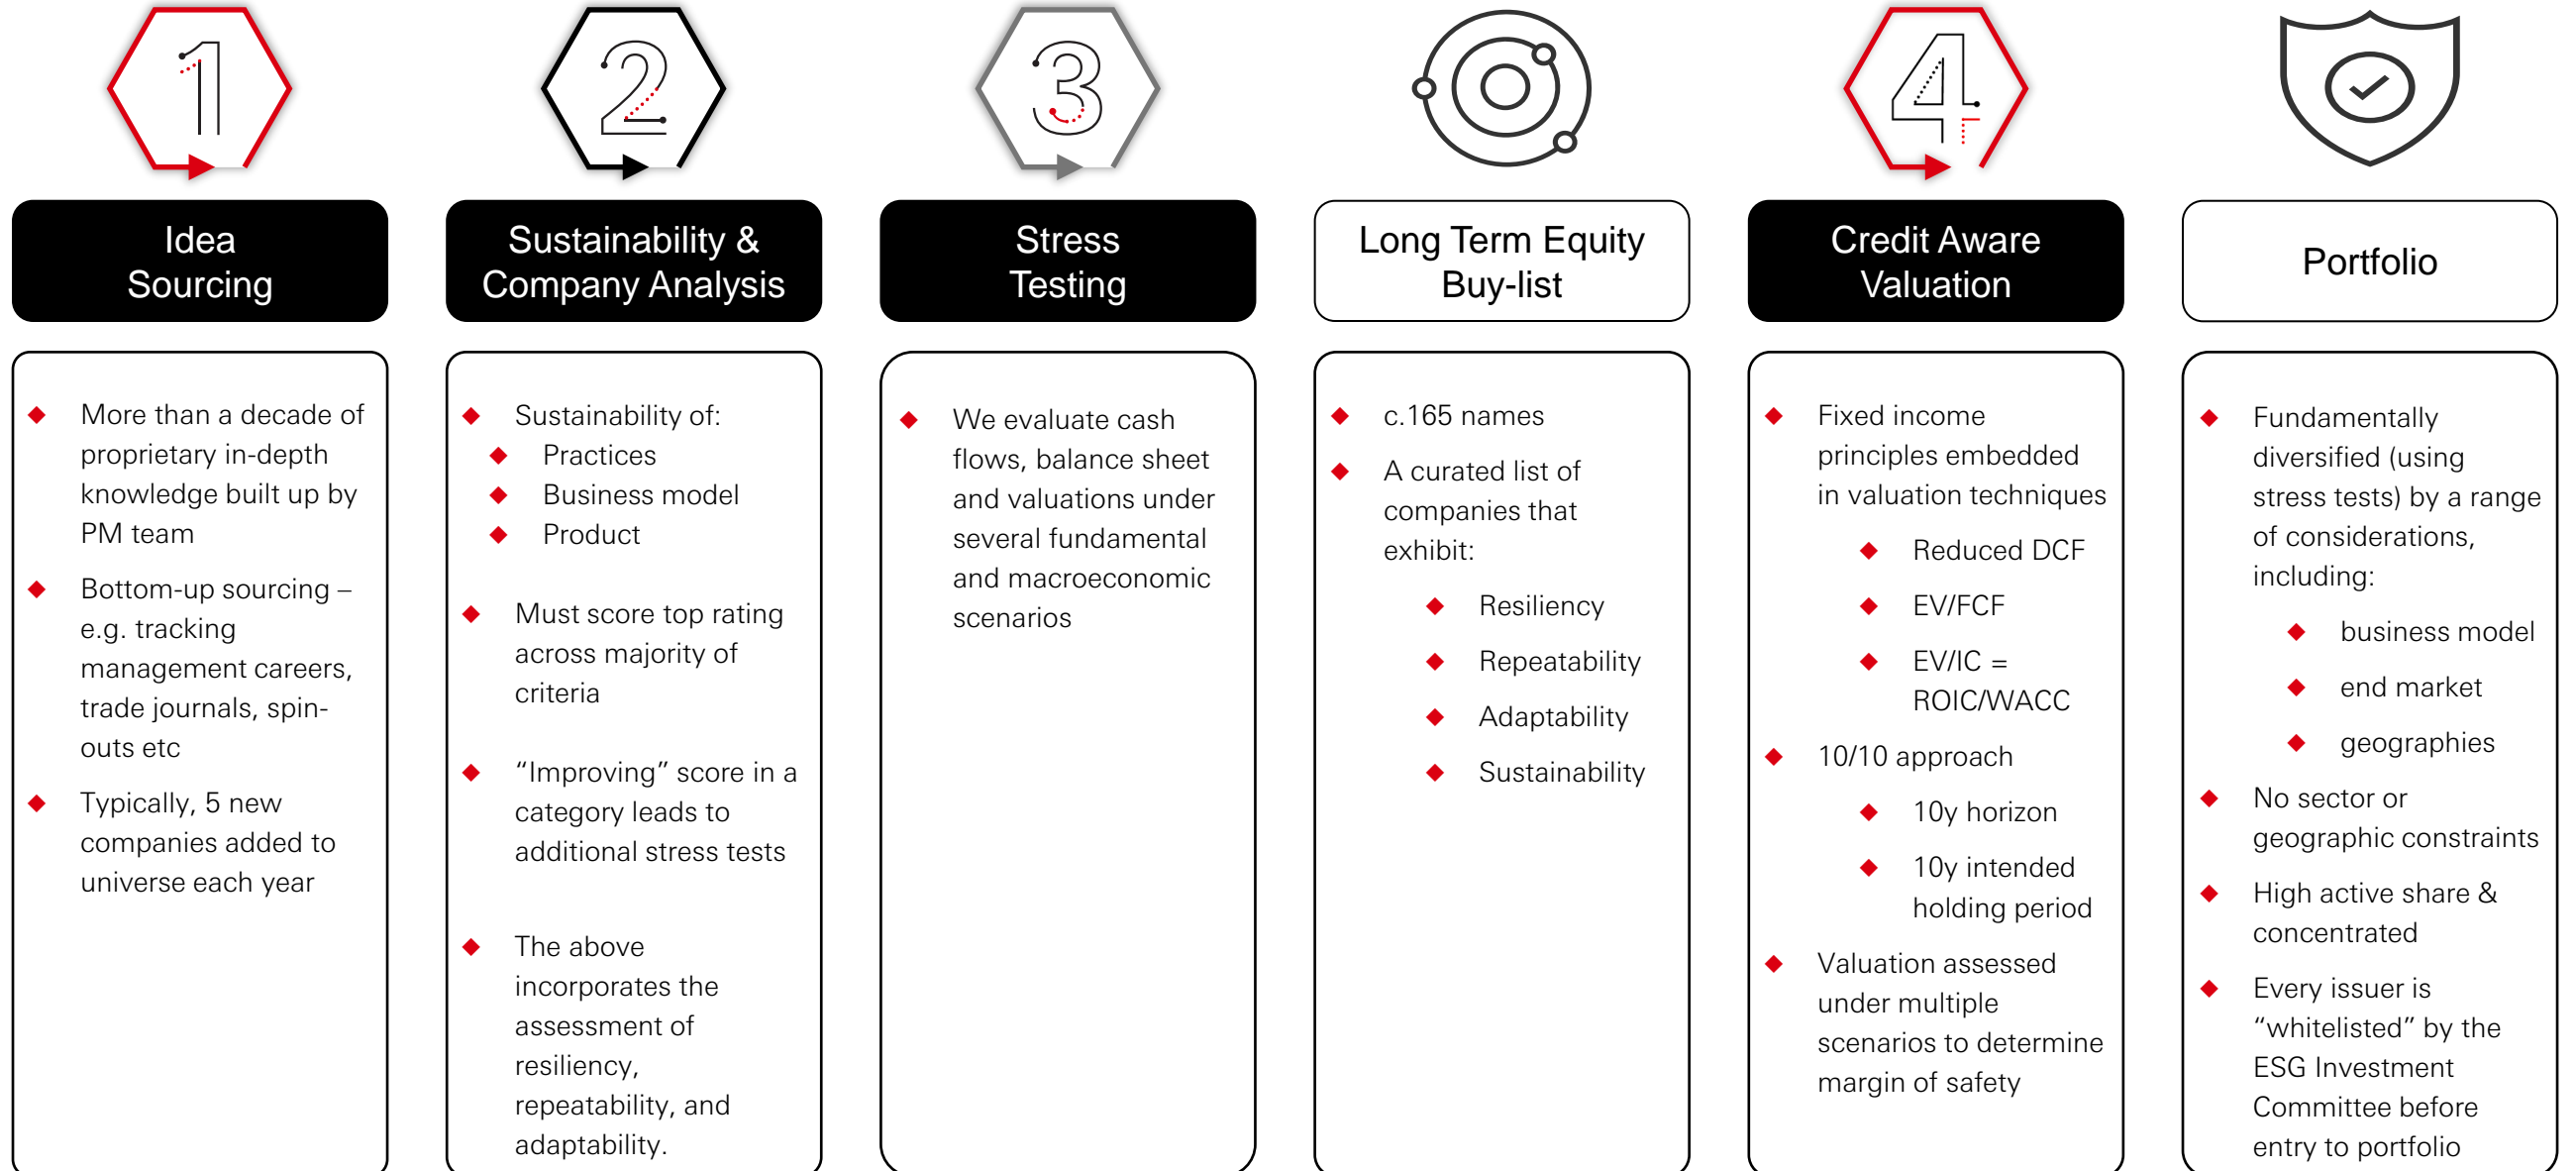 1
2
3
4
Idea
Sourcing
Sustainability &
Company Analysis
Stress
Testing
Long Term Equity
Buy-list
Credit Aware
Valuation
Portfolio
More than a decade of
proprietary in-depth
knowledge built up by
PM team
Bottom-up sourcing –
e.g. tracking
management careers,
trade journals, spin-
outs etc
Typically, 5 new
companies added to
universe each year
Sustainability of:
Practices
Business model
Product
Must score top rating
across majority of
criteria
“Improving” score in a
category leads to
additional stress tests
The above
incorporates the
assessment of
resiliency,
repeatability, and
adaptability.
We evaluate cash
flows, balance sheet
and valuations under
several fundamental
and macroeconomic
scenarios
c.165 names
A curated list of
companies that
exhibit:
Resiliency
Repeatability
Adaptability
Sustainability
Fixed income
principles embedded
in valuation techniques
Reduced DCF
EV/FCF
EV/IC =
ROIC/WACC
10/10 approach
10y horizon
10y intended
holding period
Valuation assessed
under multiple
scenarios to determine
margin of safety
Fundamentally
diversified (using
stress tests) by a range
of considerations,
including:
business model
end market
geographies
No sector or
geographic constraints
High active share &
concentrated
Every issuer is
“whitelisted” by the
ESG Investment
Committee before
entry to portfolio